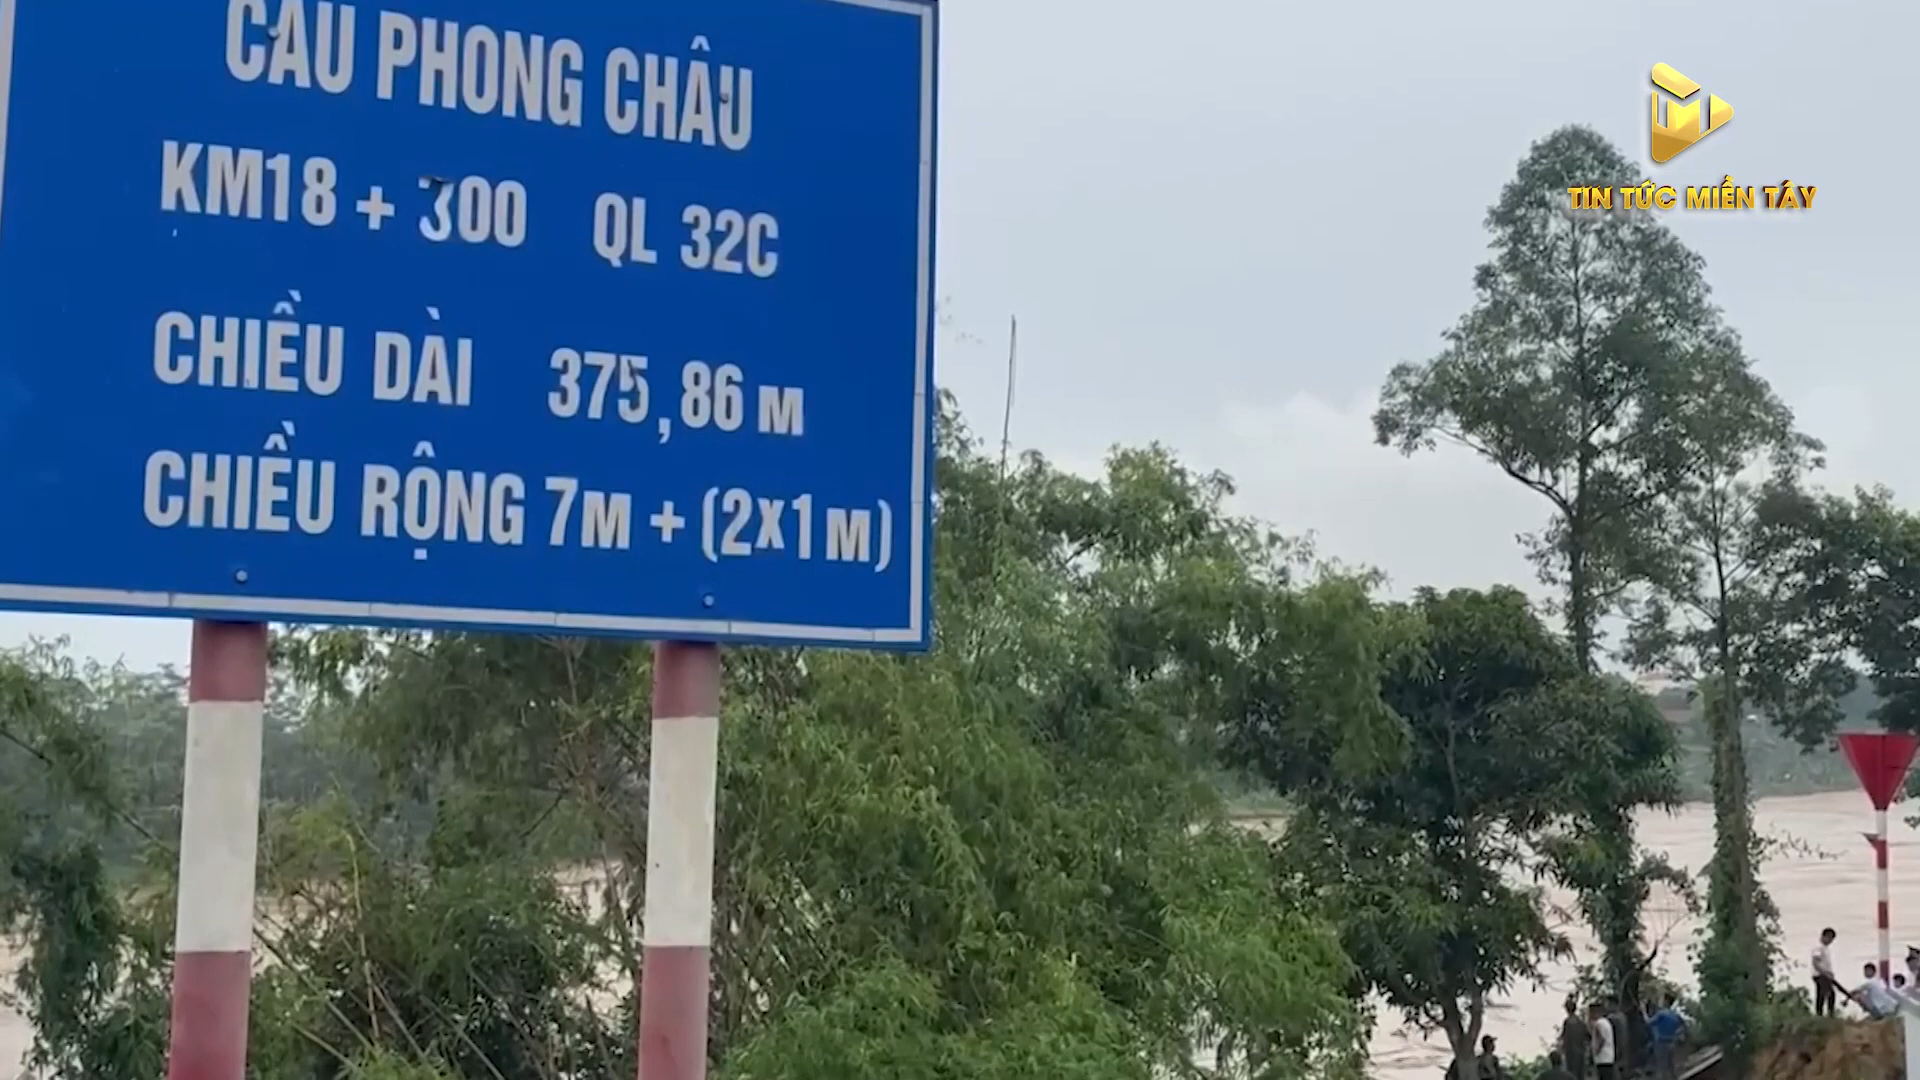 CẦU PHONG CHÂU
KM18 + 300 QL 32C
CHIỀU DÀI 375,86 M
CHIỀU RỘNG 7M + (2X1M)
TIN TỨC MIỀN TÂY